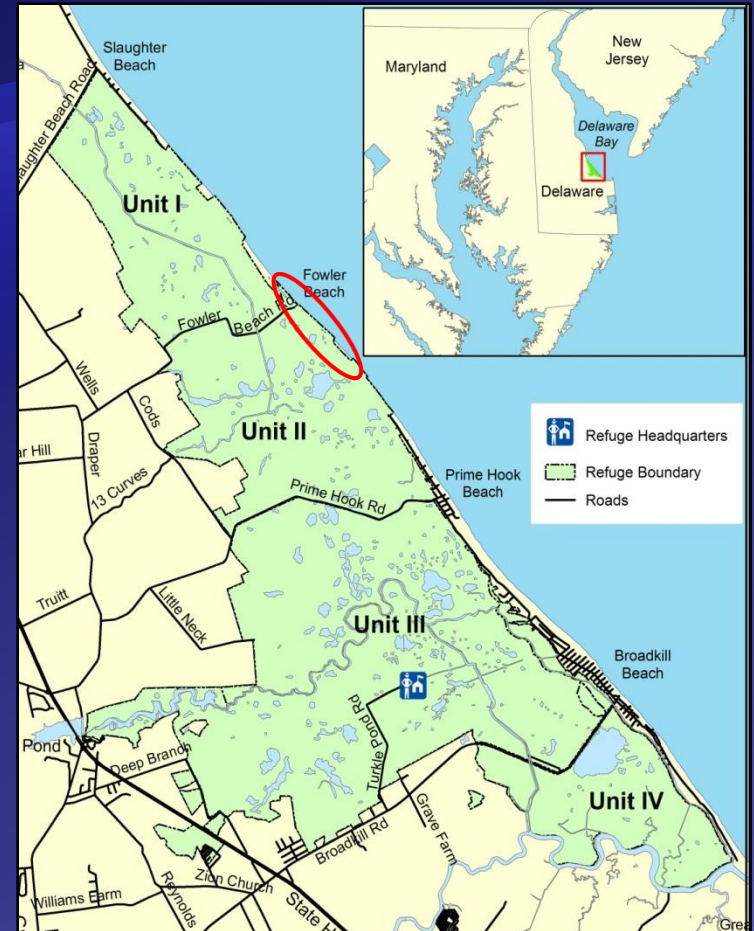 Slaughter
Beach
Slaughter Beach Road
Unit I
Fowler
Beach
Fowler Beach Rd
Wells
Cods
Unit II
Draper
13 Curves
Prime Hook Rd
Prime Hook
Beach
Truitt
Little Neck
Unit III
Broadkill
Beach
Turkle Pond Rd
Pond
Deep Branch
Unit IV
Grave Farm
Broadkill Rd
Zion Church
Williams Farm
Reynolds
State H
Grea
Maryland
New
Jersey
Delaware
Bay
Delaware
Refuge Headquarters
Refuge Boundary
Roads